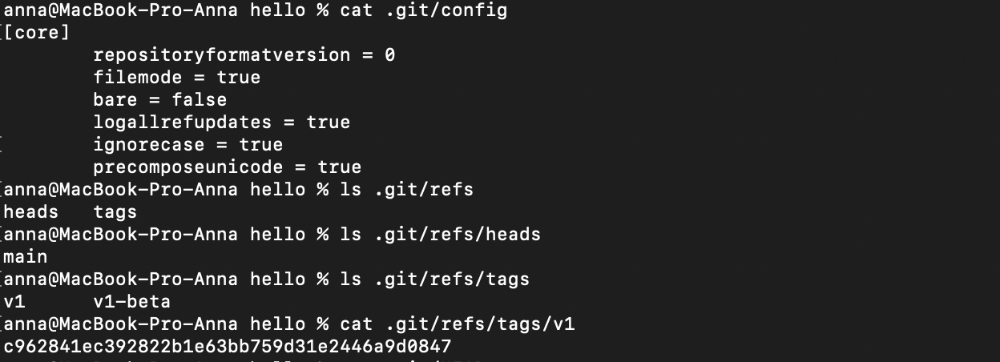 anna@MacBook-Pro-Anna hello % cat .git/config
[core]
        repositoryformatversion = 0
        filemode = true
        bare = false
        logallrefupdates = true
        ignorecase = true
        precomposeunicode = true
anna@MacBook-Pro-Anna hello % ls .git/refs
heads   tags
anna@MacBook-Pro-Anna hello % ls .git/refs/heads
main
anna@MacBook-Pro-Anna hello % ls .git/refs/tags
v1      v1-beta
anna@MacBook-Pro-Anna hello % cat .git/refs/tags/v1
c962841ec392822b1e63bb759d31e2446a9d0847